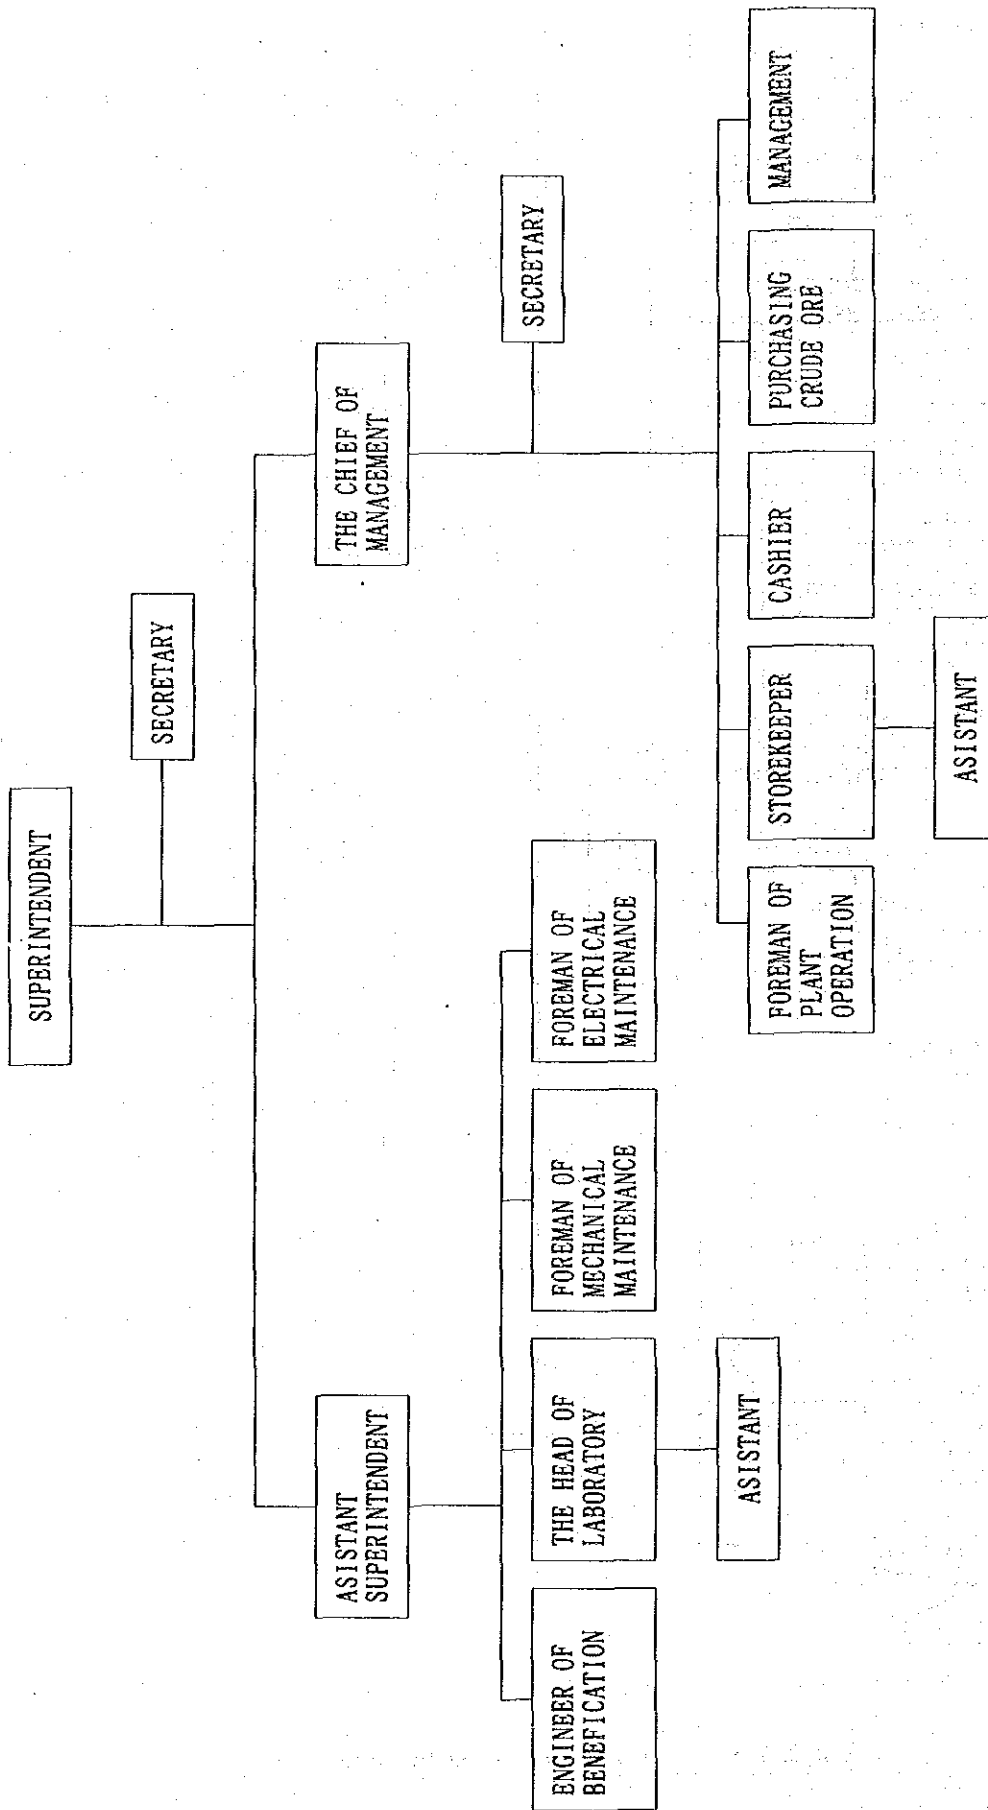 SUPERINTENDENT
SECRETARY
ASISTANT
SUPERINTENDENT
THE CHIEF OF
MANAGEMENT
SECRETARY
ENGINEER OF
BENEFICATION
THE HEAD OF
LABORATORY
FOREMAN OF
MECHANICAL
MAINTENANCE
FOREMAN OF
ELECTRICAL
MAINTENANCE
ASISTANT
FOREMAN OF
PLANT
OPERATION
STOREKEEPER
CASHIER
PURCHASING
CRUDE ORE
MANAGEMENT
ASISTANT